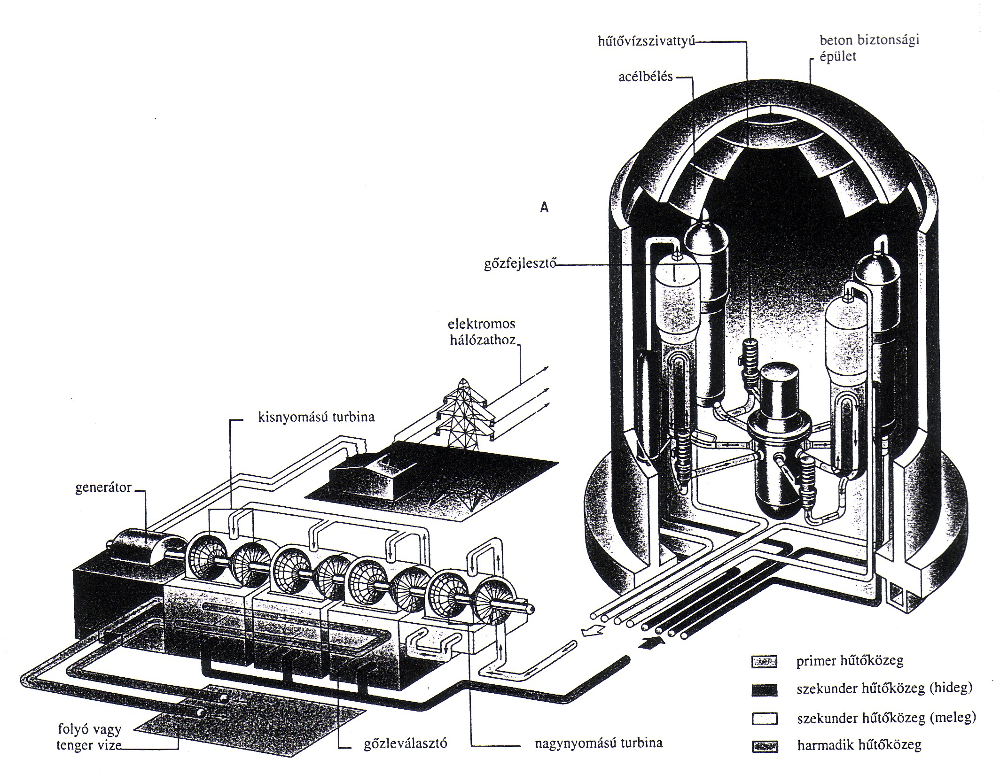 hűtővízszivattyú
beton biztonsági
épület
acélbélés
A
gőzfejlesztő
elektromos
hálózathoz
kisnyomású turbina
generátor
primer hűtőközeg
szekunder hűtőközeg (hideg)
szekunder hűtőközeg (meleg)
harmadik hűtőközeg
folyó vagy
tenger vize
gőzleválasztó
nagynyomású turbina